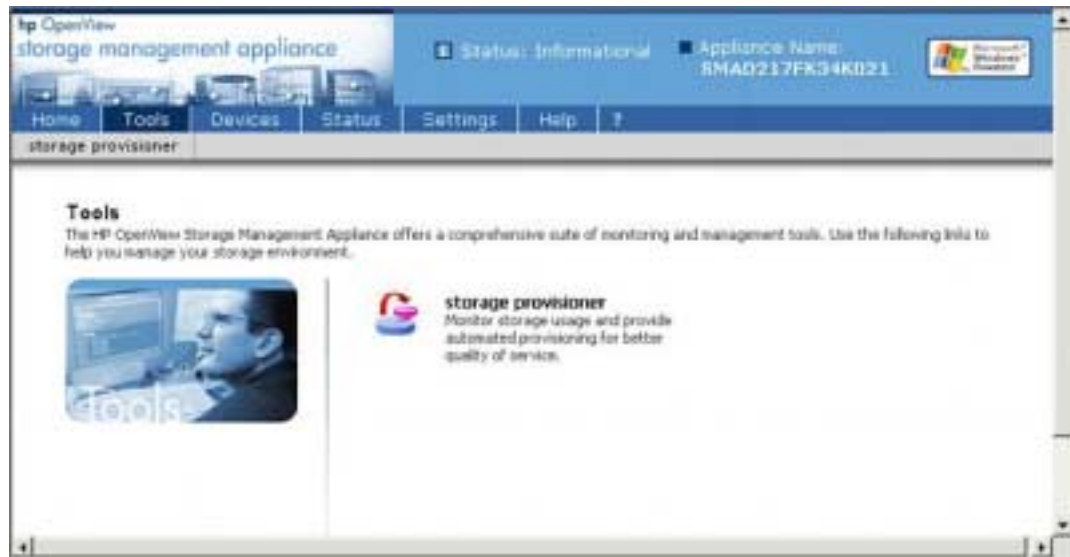 hp OpenView
storage management appliance
Status: Informational
Appliance Name:
Microsoft
Windows
Home Tools Devices Status Settings Help ?
storage provisioner
Tools
The HP OpenView Storage Management Appliance offers a comprehensive suite of monitoring and management tools. Use the following links to
help you manage your storage environment.
storage provisioner
Monitor storage usage and provide
automated provisioning for better
quality of service.
Tools